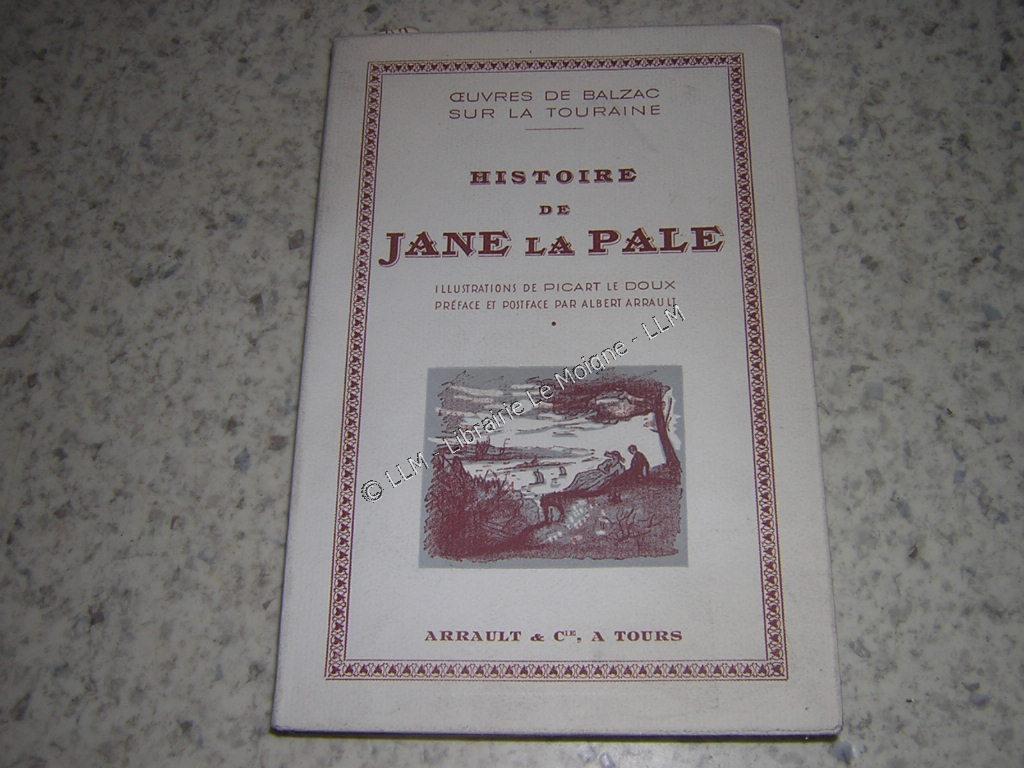 ŒUVRES DE BALZAC
SUR LA TOURAINE
HISTOIRE
DE
JANE LA PALE
ILLUSTRATIONS DE PICART LE DOUX
PRÉFACE ET POSTFACE PAR ALBERT ARRAULT
© LLM - Librairie Le Moigne - LLM
ARRAULT & CIE, A TOURS